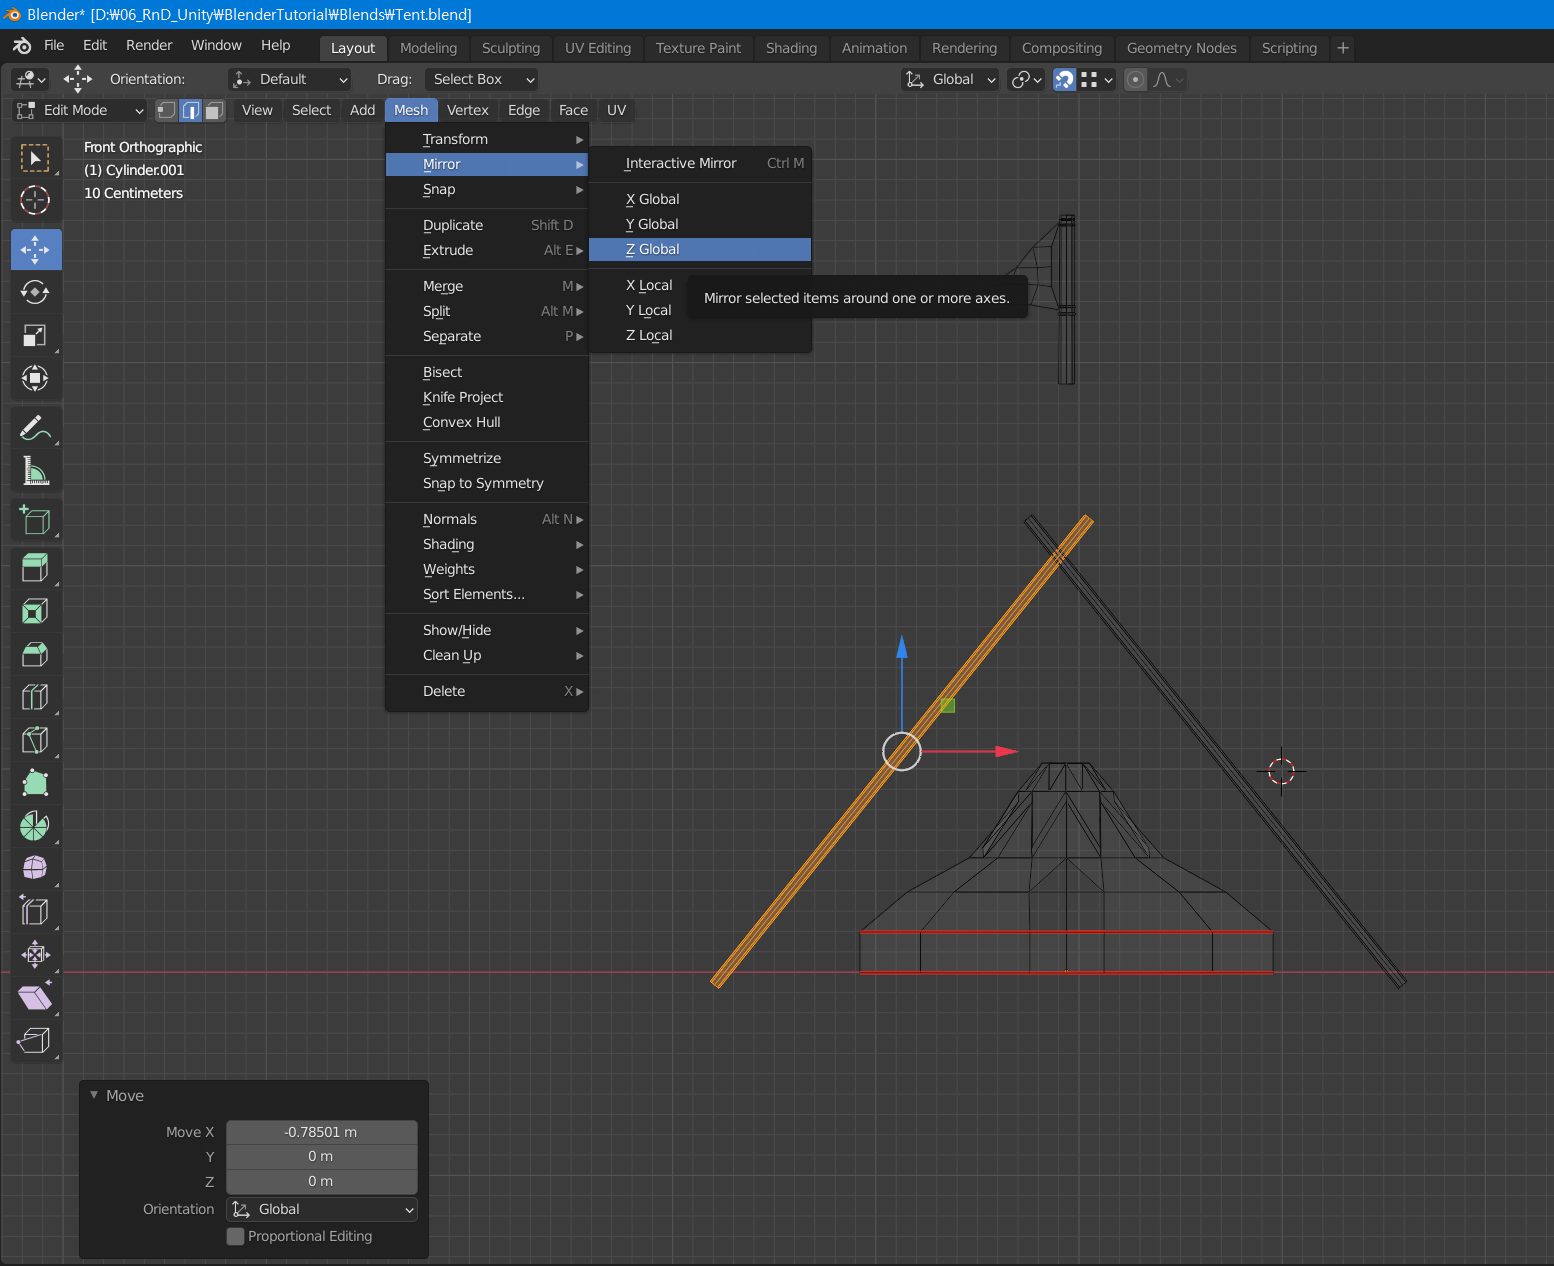 Blender* [D:₩06_RnD_Unity₩BlenderTutorial₩Blends₩Tent.blend]
File Edit Render Window Help Layout Modeling Sculpting UV Editing Texture Paint Shading Animation Rendering Compositing Geometry Nodes Scripting +
Orientation: Default Drag: Select Box Global
Edit Mode View Select Add Mesh Vertex Edge Face UV
Front Orthographic
(1) Cylinder.001
10 Centimeters
Transform
Mirror
Snap
Duplicate Shift D
Extrude Alt E
Merge M
Split Alt M
Separate P
Bisect
Knife Project
Convex Hull
Symmetrize
Snap to Symmetry
Normals Alt N
Shading
Weights
Sort Elements...
Show/Hide
Clean Up
Delete X
Interactive Mirror Ctrl M
X Global
Y Global
Z Global
X Local
Y Local
Z Local
Mirror selected items around one or more axes.
Move
Move X -0.78501 m
Y 0 m
Z 0 m
Orientation Global
Proportional Editing